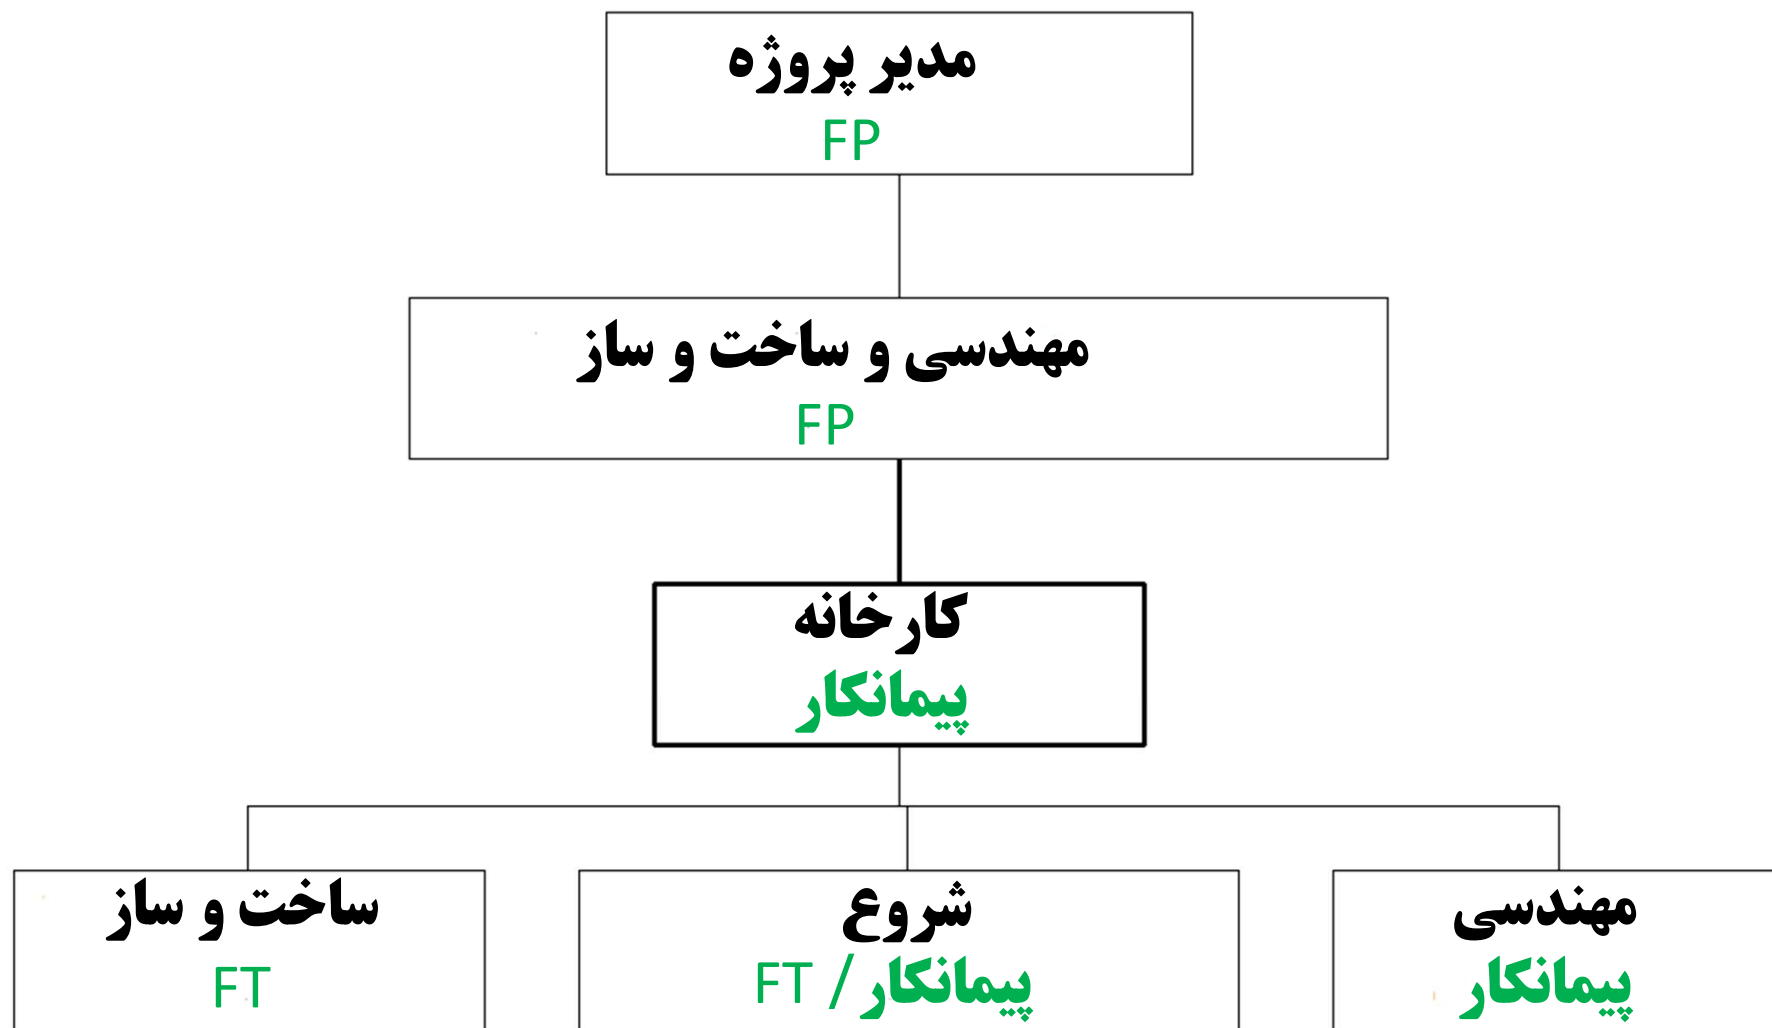 مدیر پروژه
FP
مهندسی و ساخت و ساز
FP
کارخانه
پیمانکار
مهندسی
پیمانکار
شروع
پیمانکار / FT
ساخت و ساز
FT